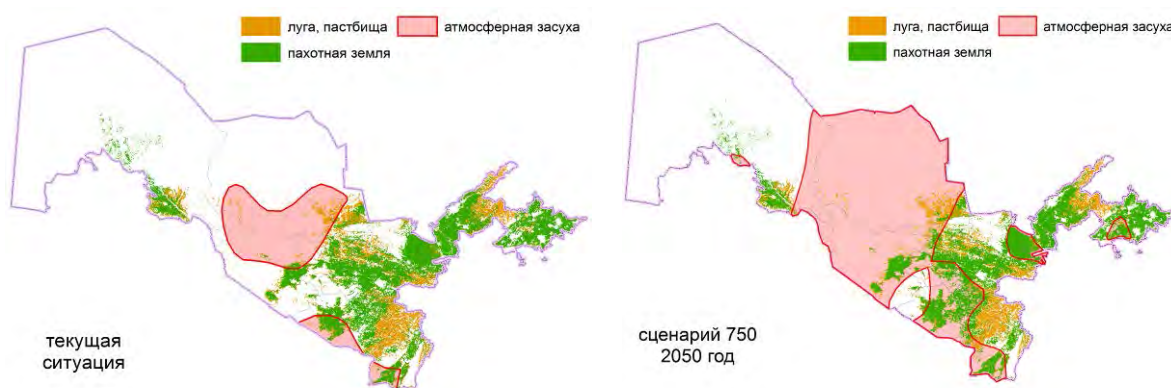 луга, пастбища
атмосферная засуха
пахотная земля
текущая
ситуация
луга, пастбища
атмосферная засуха
пахотная земля
сценарий 750
2050 год